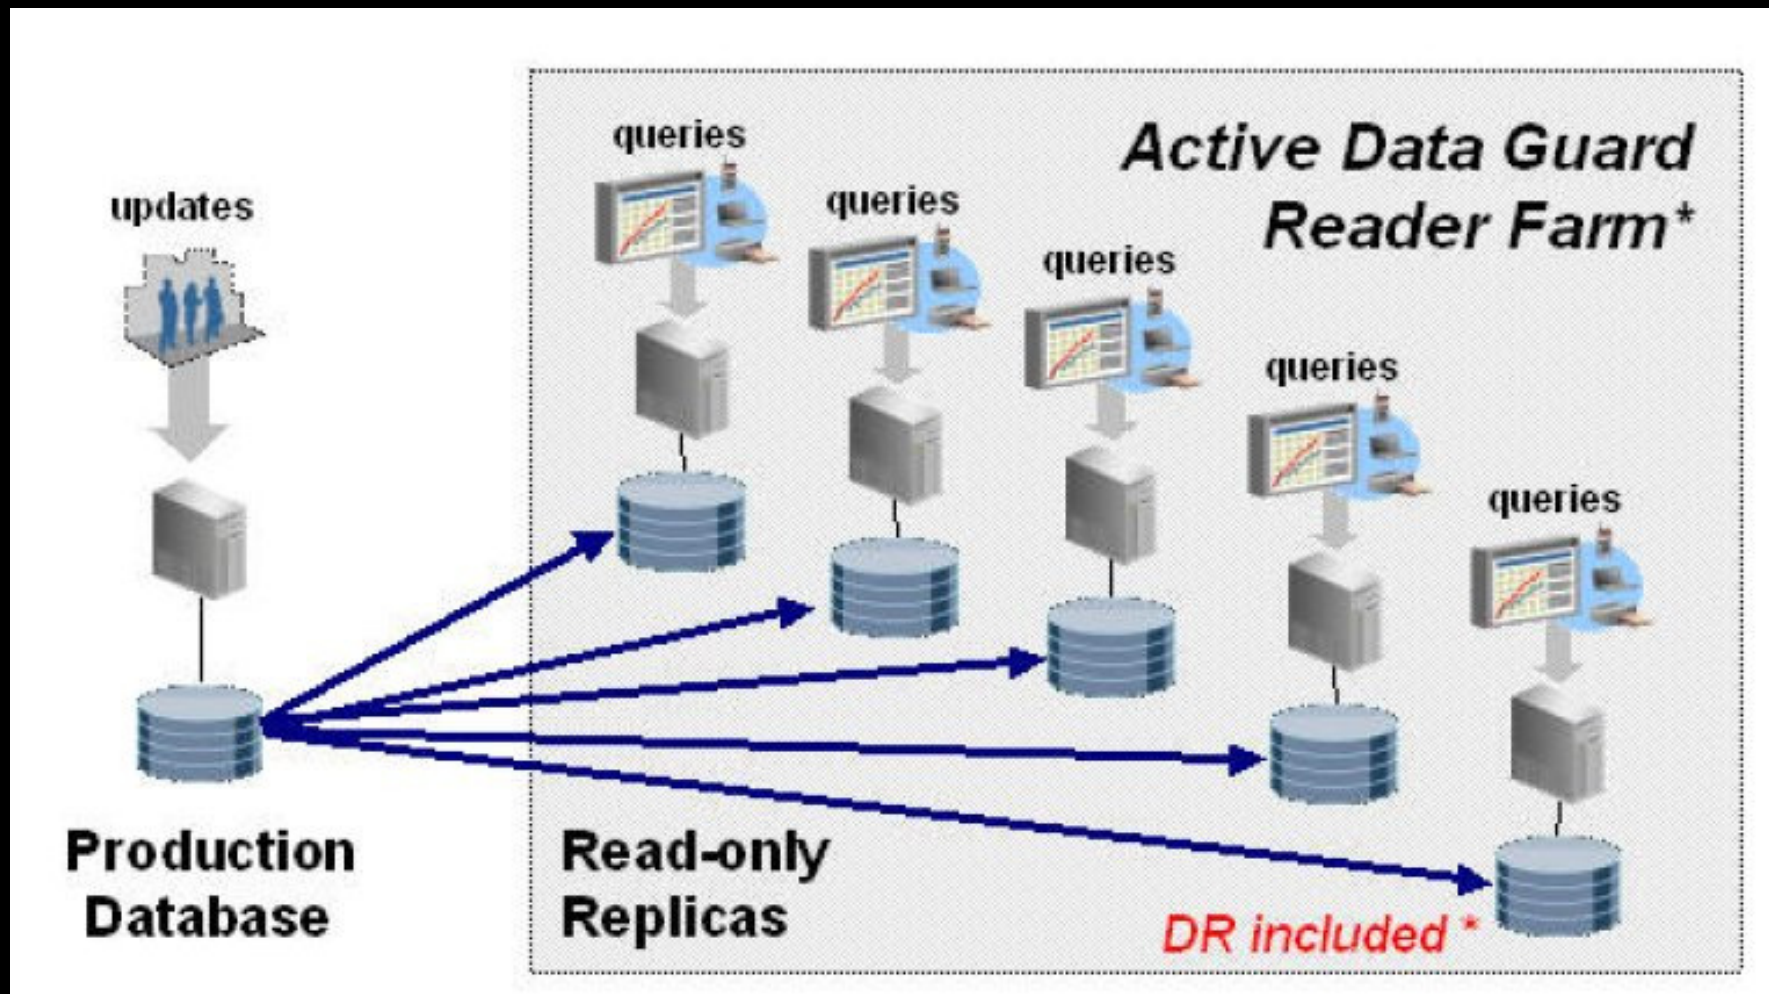 updates
queries
queries
queries
queries
queries
Active Data Guard
Reader Farm*
Production
Database
Read-only
Replicas
DR included *